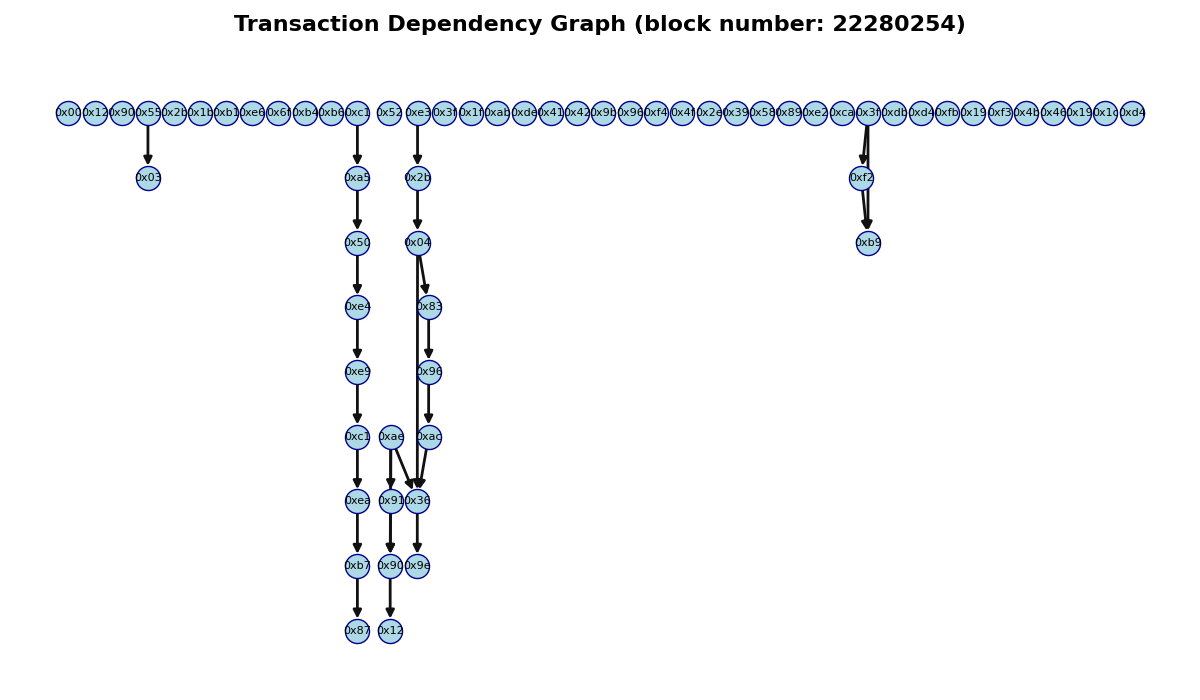 Transaction Dependency Graph (block number: 22280254)
0x00 0x12 0x90 0x55 0x2b 0x1b 0xb1 0xe6 0x6f 0xb4 0xb6 0xc1 0x52 0xe3 0x3f 0x1f 0xab 0xde 0x41 0x42 0x9b 0x96 0xf4 0x4f 0x2e 0x39 0x58 0x89 0xe2 0xca 0x3f 0xdb 0xd4 0xfb 0x19 0xf3 0x4b 0x46 0x19 0x1c 0xd4
0x03 0xa5 0x2b 0xf2
0x50 0x04 0xb9
0xe4 0x83
0xe9 0x96
0xc1 0xae 0xac
0xea 0x91 0x36
0xb7 0x90 0x9e
0x87 0x12